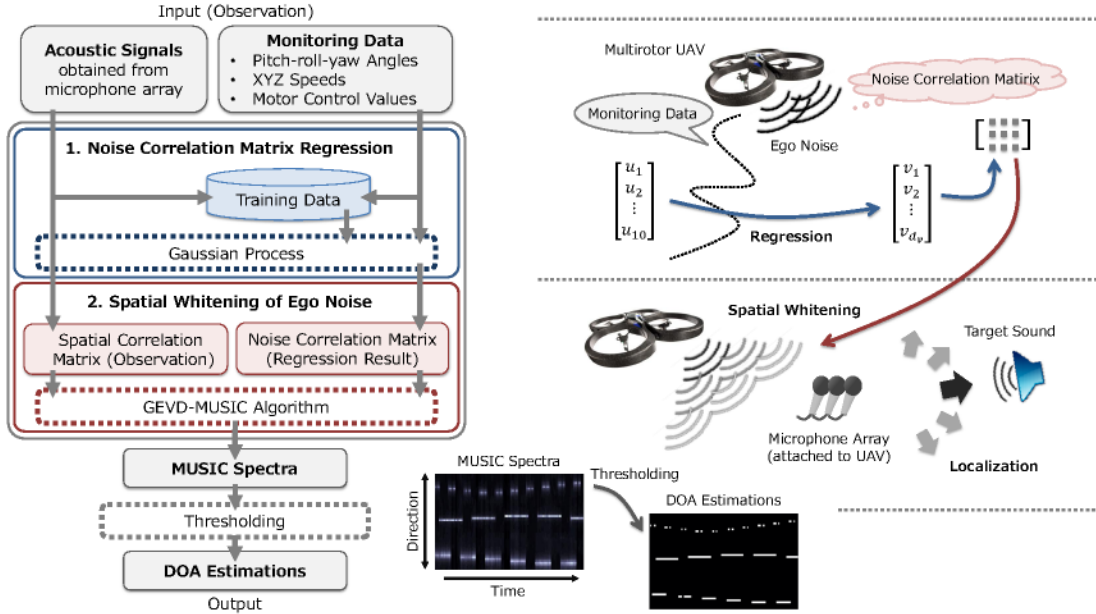 Input (Observation)
Acoustic Signals
obtained from
microphone array
Monitoring Data
• Pitch-roll-yaw Angles
• XYZ Speeds
• Motor Control Values
1. Noise Correlation Matrix Regression
Training Data
Gaussian Process
2. Spatial Whitening of Ego Noise
Spatial Correlation
Matrix (Observation)
Noise Correlation Matrix
(Regression Result)
GEVD-MUSIC Algorithm
MUSIC Spectra
Thresholding
DOA Estimations
Output
Multirotor UAV
Noise Correlation Matirix
Monitoring Data
Ego Noise
u1
u2
⋮
u10
Regression
v1
v2
⋮
vdv
Spatial Whitening
Target Sound
Microphone Array
(attached to UAV)
Localization
MUSIC Spectra
Thresholding
Direction
Time
DOA Estimations